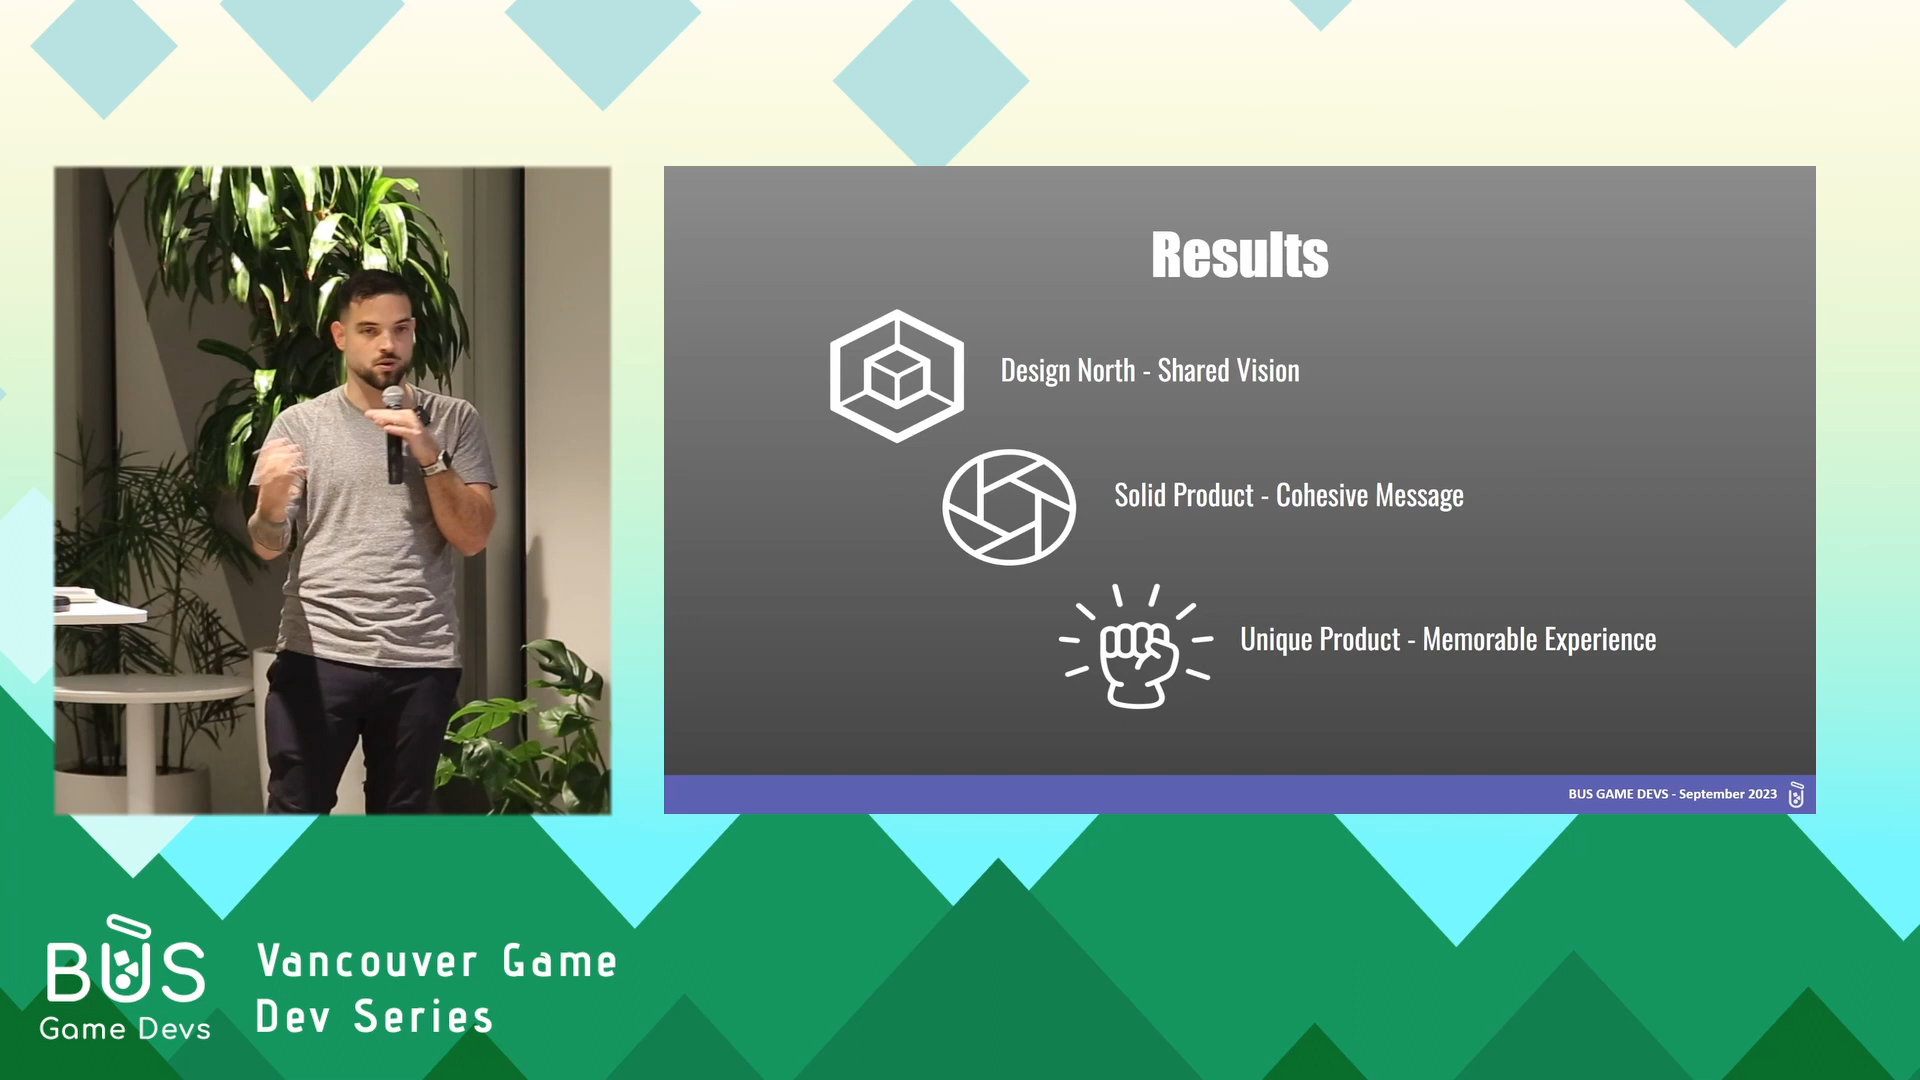 Results
Design North - Shared Vision
Solid Product - Cohesive Message
Unique Product - Memorable Experience
BUS GAME DEVS - September 2023
BUS
Game Devs
Vancouver Game
Dev Series